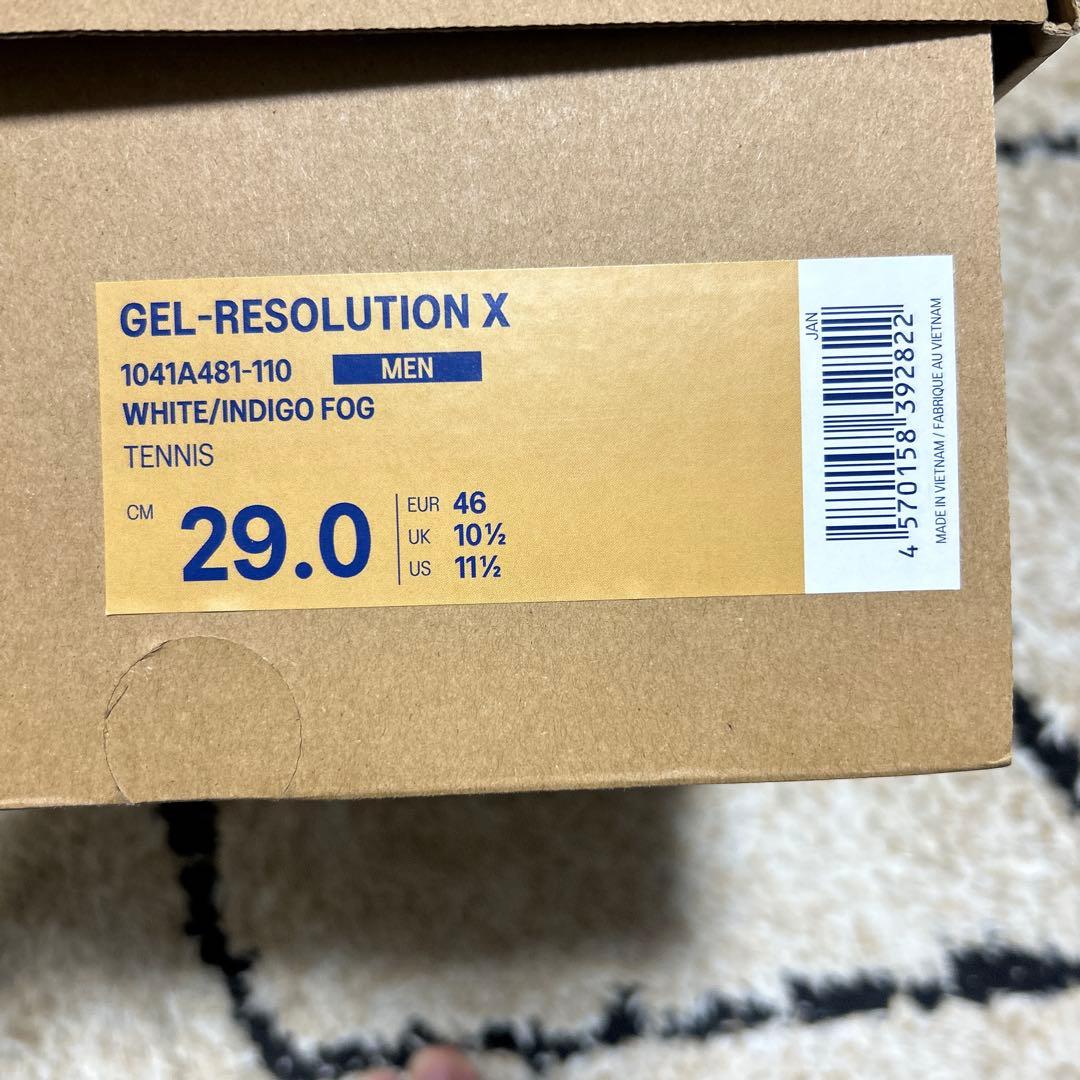 GEL-RESOLUTION X
1041A481-110 MEN
WHITE/INDIGO FOG
TENNIS
CM 29.0
EUR 46
UK 10½
US 11½
JAN
4 570158 392822
MADE IN VIETNAM / FABRIQUE AU VIETNAM